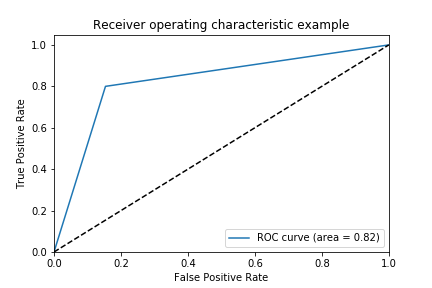 Receiver operating characteristic example
True Positive Rate
1.0
0.8
0.6
0.4
0.2
0.0
0.0 0.2 0.4 0.6 0.8 1.0
False Positive Rate
ROC curve (area = 0.82)